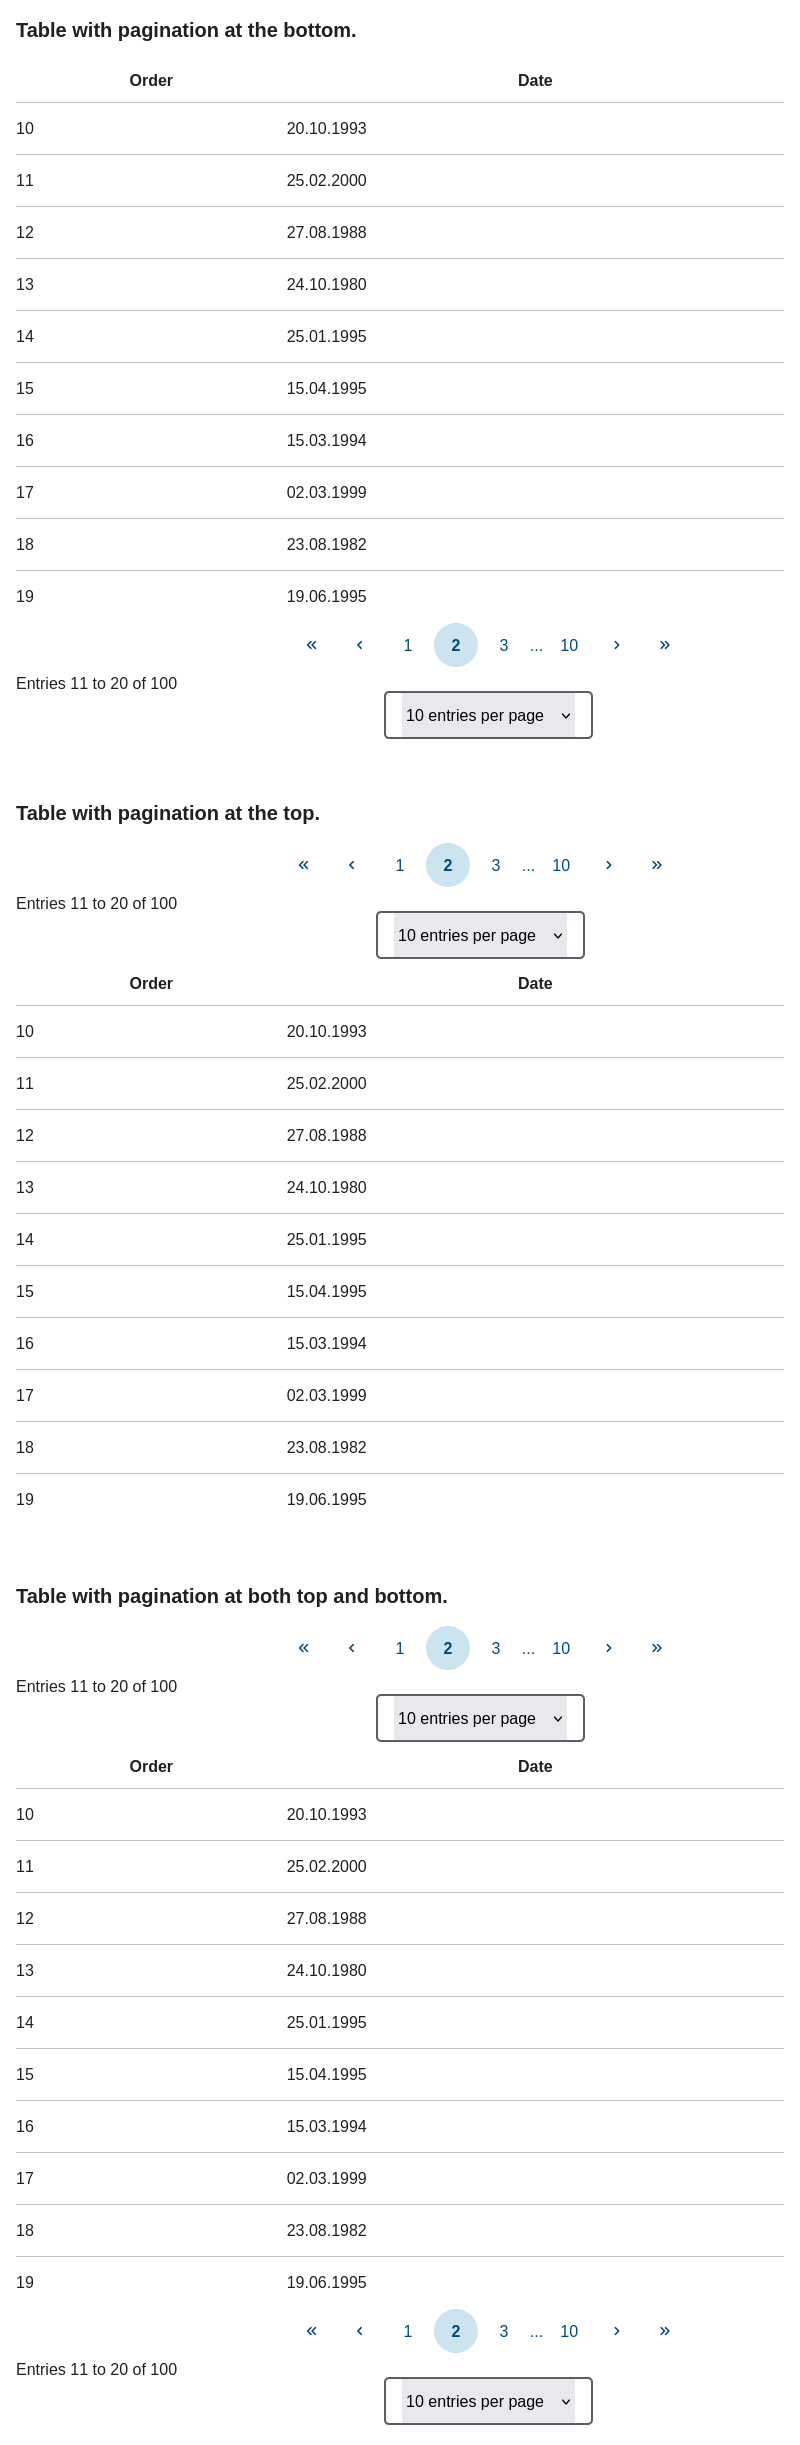 Table with pagination at the bottom.
Order Date
10 20.10.1993
11 25.02.2000
12 27.08.1988
13 24.10.1980
14 25.01.1995
15 15.04.1995
16 15.03.1994
17 02.03.1999
18 23.08.1982
19 19.06.1995
« ‹ 1 2 3 ... 10 › »
Entries 11 to 20 of 100
10 entries per page
Table with pagination at the top.
« ‹ 1 2 3 ... 10 › »
Entries 11 to 20 of 100
10 entries per page
Order Date
10 20.10.1993
11 25.02.2000
12 27.08.1988
13 24.10.1980
14 25.01.1995
15 15.04.1995
16 15.03.1994
17 02.03.1999
18 23.08.1982
19 19.06.1995
Table with pagination at both top and bottom.
« ‹ 1 2 3 ... 10 › »
Entries 11 to 20 of 100
10 entries per page
Order Date
10 20.10.1993
11 25.02.2000
12 27.08.1988
13 24.10.1980
14 25.01.1995
15 15.04.1995
16 15.03.1994
17 02.03.1999
18 23.08.1982
19 19.06.1995
« ‹ 1 2 3 ... 10 › »
Entries 11 to 20 of 100
10 entries per page